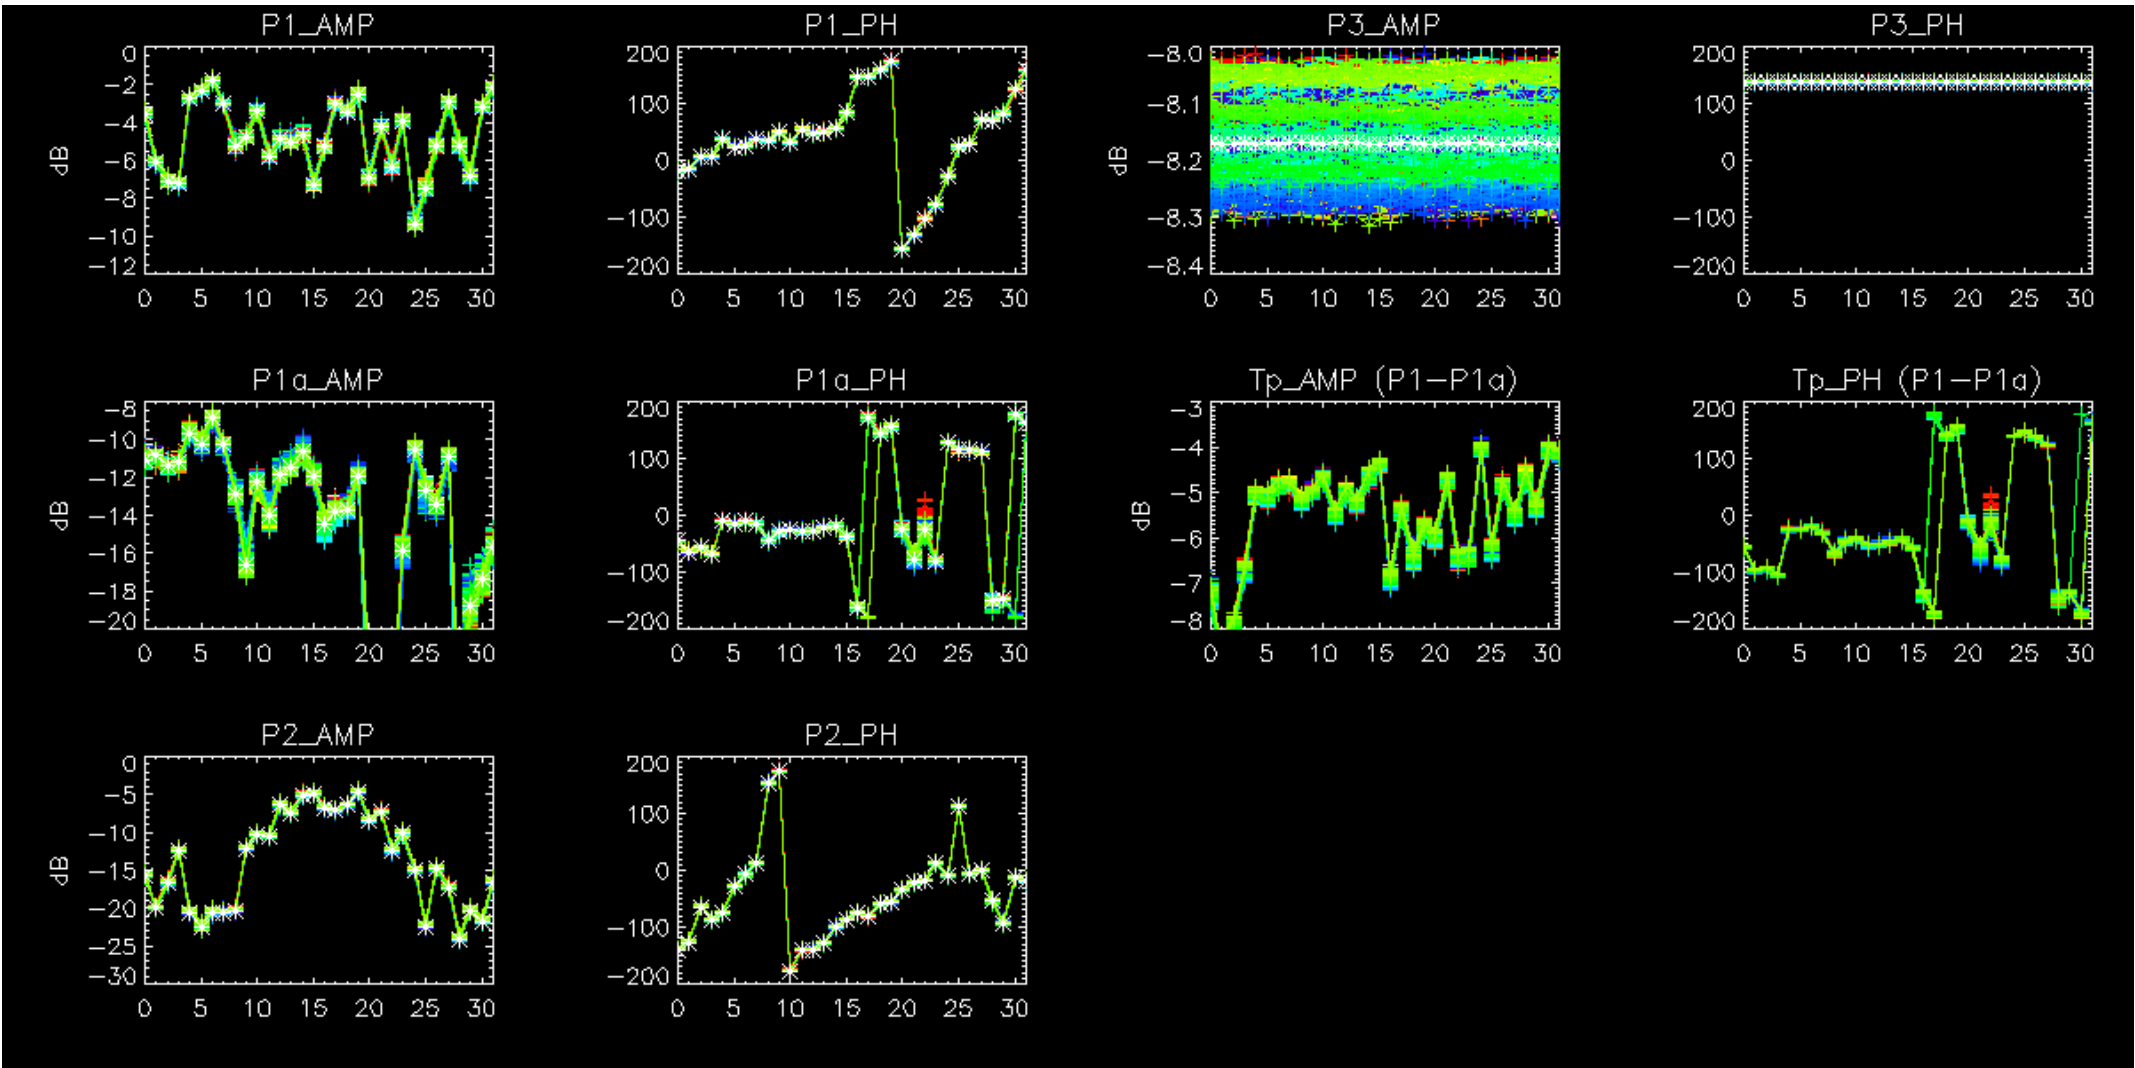 P1_AMP P1_PH P3_AMP P3_PH
dB 0 −2 −4 −6 −8 −10 −12
0 5 10 15 20 25 30
200 100 0 −100 −200
0 5 10 15 20 25 30
dB −8.0 −8.1 −8.2 −8.3 −8.4
0 5 10 15 20 25 30
200 100 0 −100 −200
0 5 10 15 20 25 30
P1a_AMP P1a_PH Tp_AMP (P1−P1a) Tp_PH (P1−P1a)
dB −8 −10 −12 −14 −16 −18 −20
0 5 10 15 20 25 30
200 100 0 −100 −200
0 5 10 15 20 25 30
dB −3 −4 −5 −6 −7 −8
0 5 10 15 20 25 30
200 100 0 −100 −200
0 5 10 15 20 25 30
P2_AMP P2_PH
dB 0 −5 −10 −15 −20 −25 −30
0 5 10 15 20 25 30
200 100 0 −100 −200
0 5 10 15 20 25 30